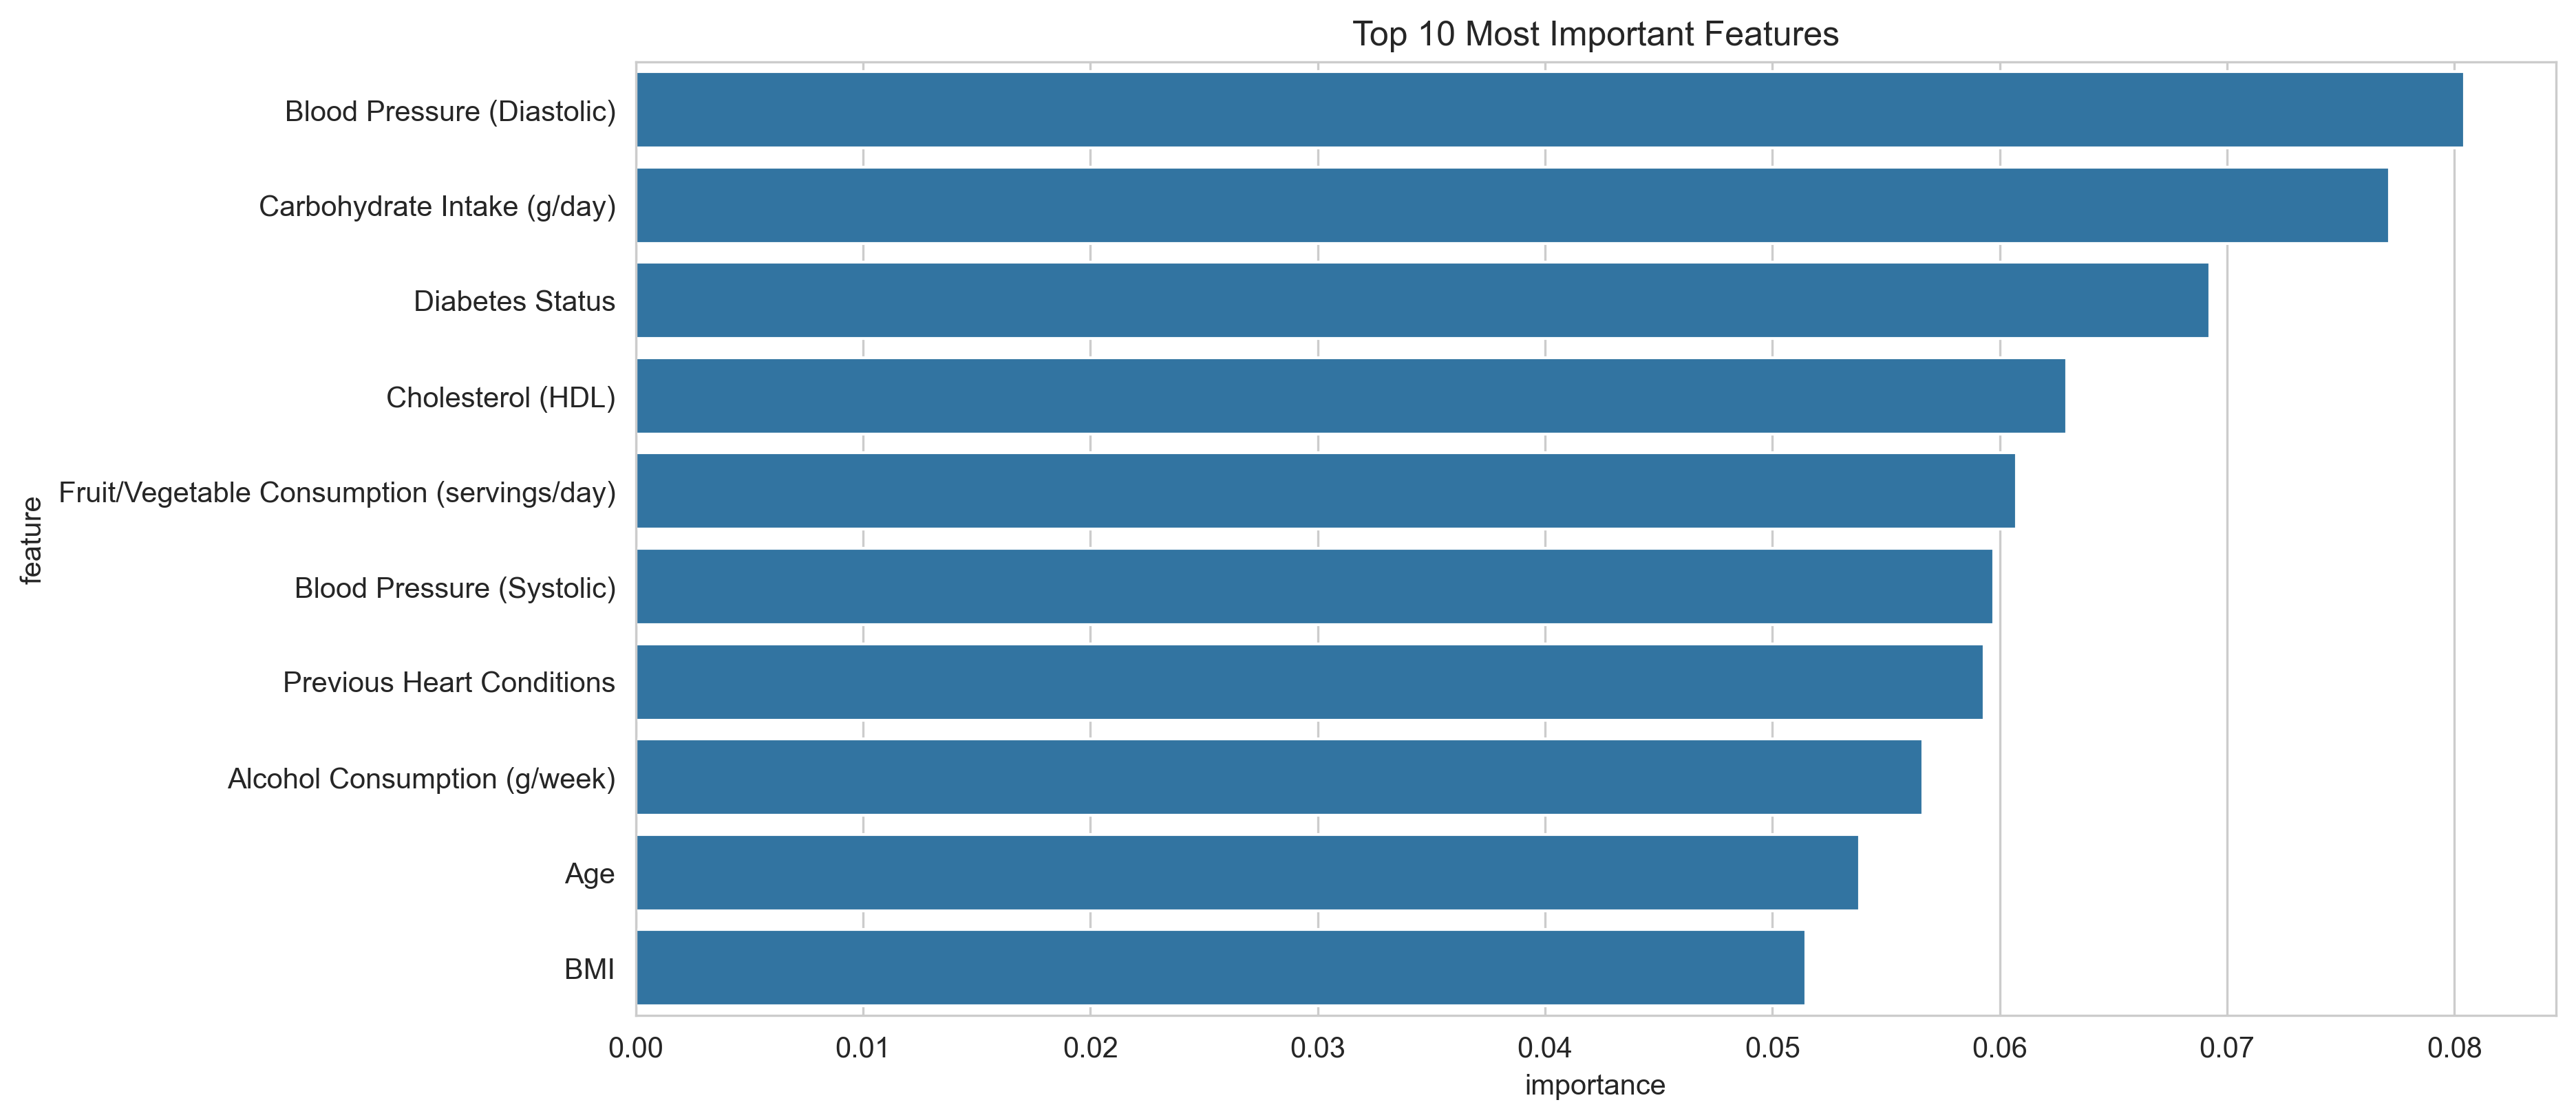 Top 10 Most Important Features
feature
Blood Pressure (Diastolic)
Carbohydrate Intake (g/day)
Diabetes Status
Cholesterol (HDL)
Fruit/Vegetable Consumption (servings/day)
Blood Pressure (Systolic)
Previous Heart Conditions
Alcohol Consumption (g/week)
Age
BMI
0.00 0.01 0.02 0.03 0.04 0.05 0.06 0.07 0.08
importance